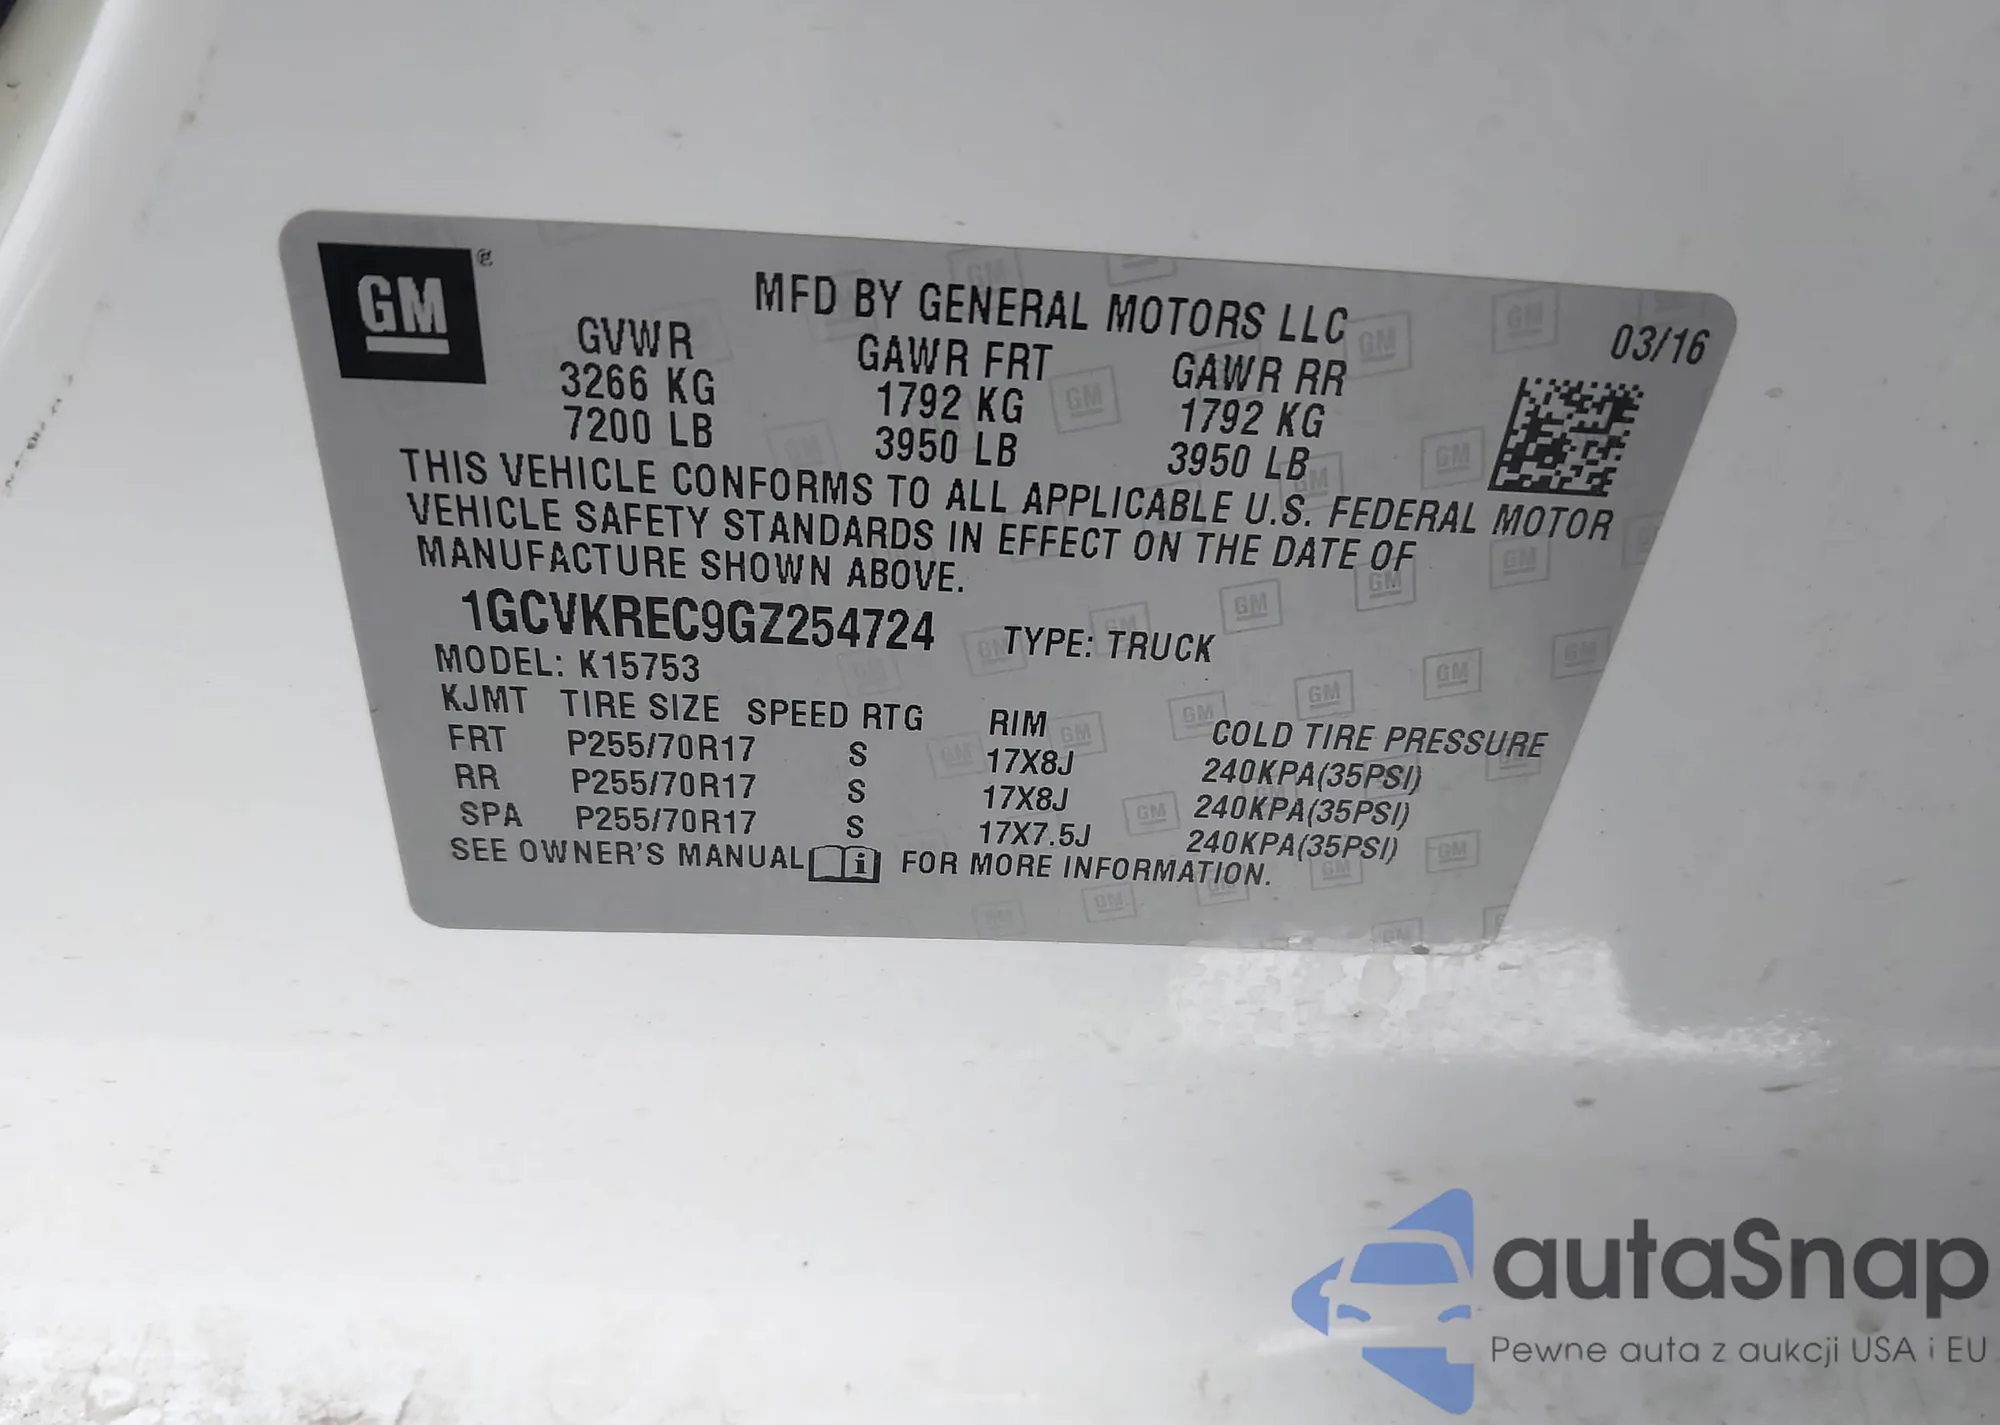 GM®
MFD BY GENERAL MOTORS LLC
03/16
GVWR GAWR FRT GAWR RR
3266 KG 1792 KG 1792 KG
7200 LB 3950 LB 3950 LB
THIS VEHICLE CONFORMS TO ALL APPLICABLE U.S. FEDERAL MOTOR
VEHICLE SAFETY STANDARDS IN EFFECT ON THE DATE OF
MANUFACTURE SHOWN ABOVE.
1GCVKREC9GZ254724 TYPE: TRUCK
MODEL: K15753
KJMT TIRE SIZE SPEED RTG RIM COLD TIRE PRESSURE
FRT P255/70R17 S 17X8J 240KPA(35PSI)
RR P255/70R17 S 17X8J 240KPA(35PSI)
SPA P255/70R17 S 17X7.5J 240KPA(35PSI)
SEE OWNER'S MANUAL i FOR MORE INFORMATION.
autaSnap
Pewne auta z aukcji USA i EU